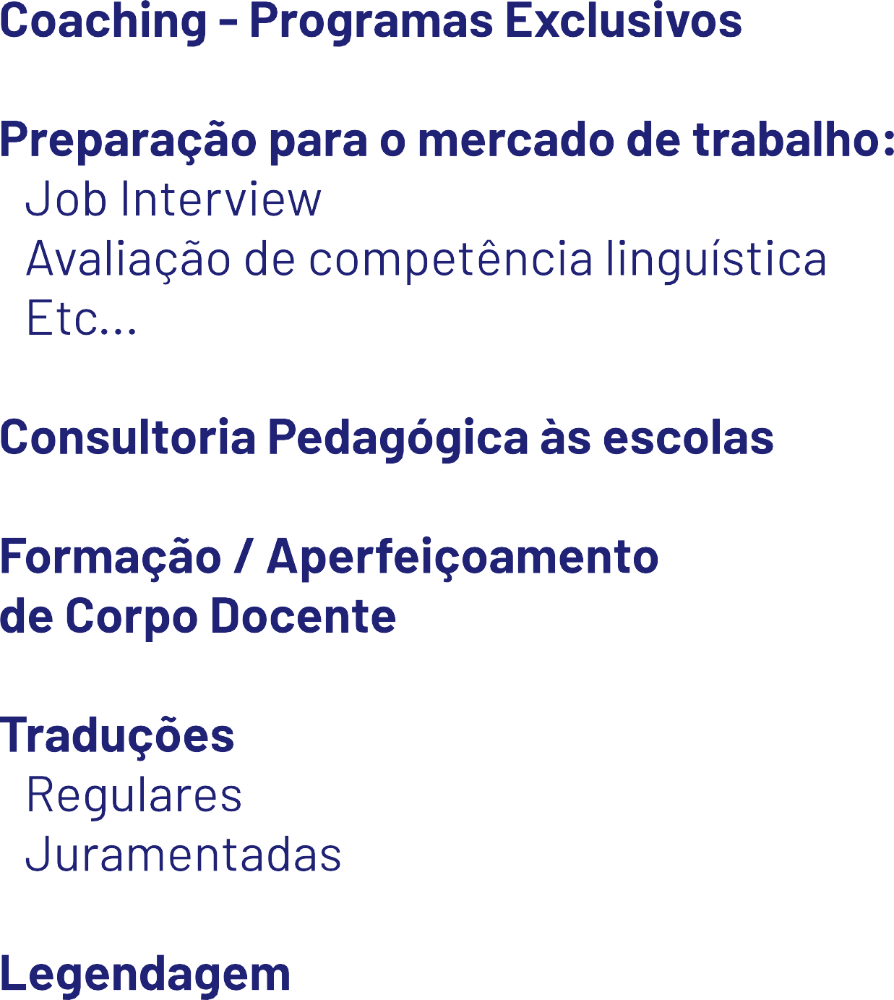 Coaching - Programas Exclusivos
Preparação para o mercado de trabalho:
Job Interview
Avaliação de competência linguística
Etc...
Consultoria Pedagógica às escolas
Formação / Aperfeiçoamento
de Corpo Docente
Traduções
Regulares
Juramentadas
Legendagem